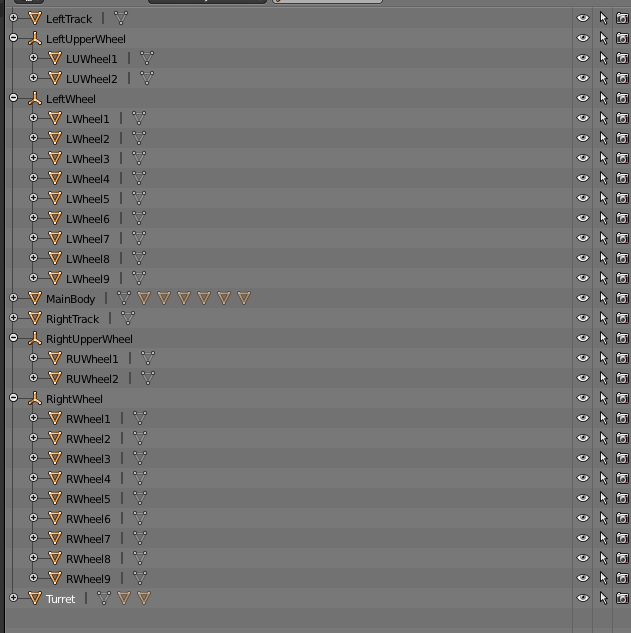 LeftTrack
LeftUpperWheel
LUWheel1
LUWheel2
LeftWheel
LWheel1
LWheel2
LWheel3
LWheel4
LWheel5
LWheel6
LWheel7
LWheel8
LWheel9
MainBody
RightTrack
RightUpperWheel
RUWheel1
RUWheel2
RightWheel
RWheel1
RWheel2
RWheel3
RWheel4
RWheel5
RWheel6
RWheel7
RWheel8
RWheel9
Turret